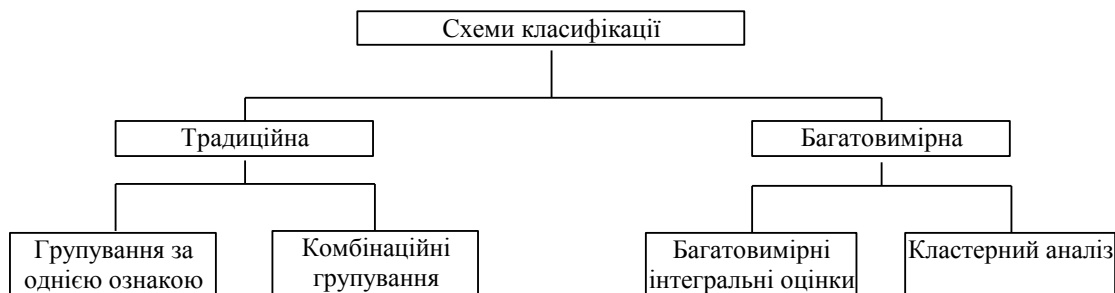 Схеми класифікації
Традиційна
Багатовимірна
Групування за
однією ознакою
Комбінаційні
групування
Багатовимірні
інтегральні оцінки
Кластерний аналіз